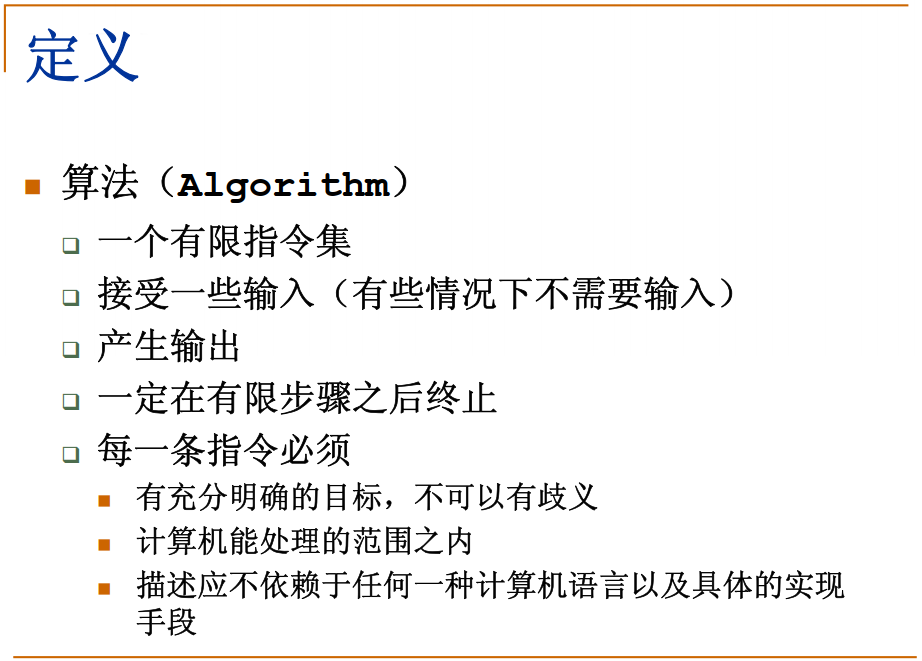 定义
算法（Algorithm）
一个有限指令集
接受一些输入（有些情况下不需要输入）
产生输出
一定在有限步骤之后终止
每一条指令必须
有充分明确的目标，不可以有歧义
计算机能处理的范围之内
描述应不依赖于任何一种计算机语言以及具体的实现
手段